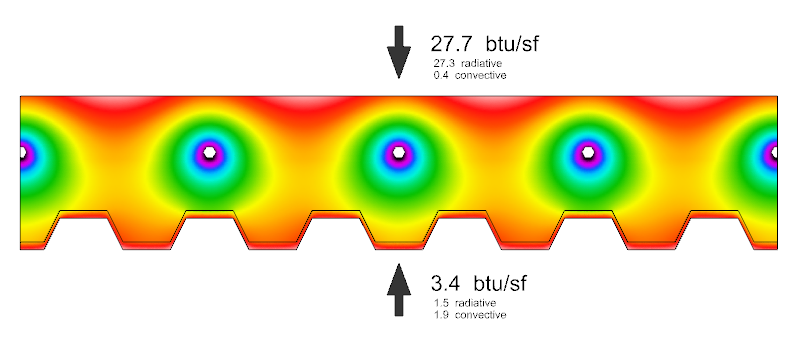 27.7 btu/sf
27.3 radiative
0.4 convective
3.4 btu/sf
1.5 radiative
1.9 convective